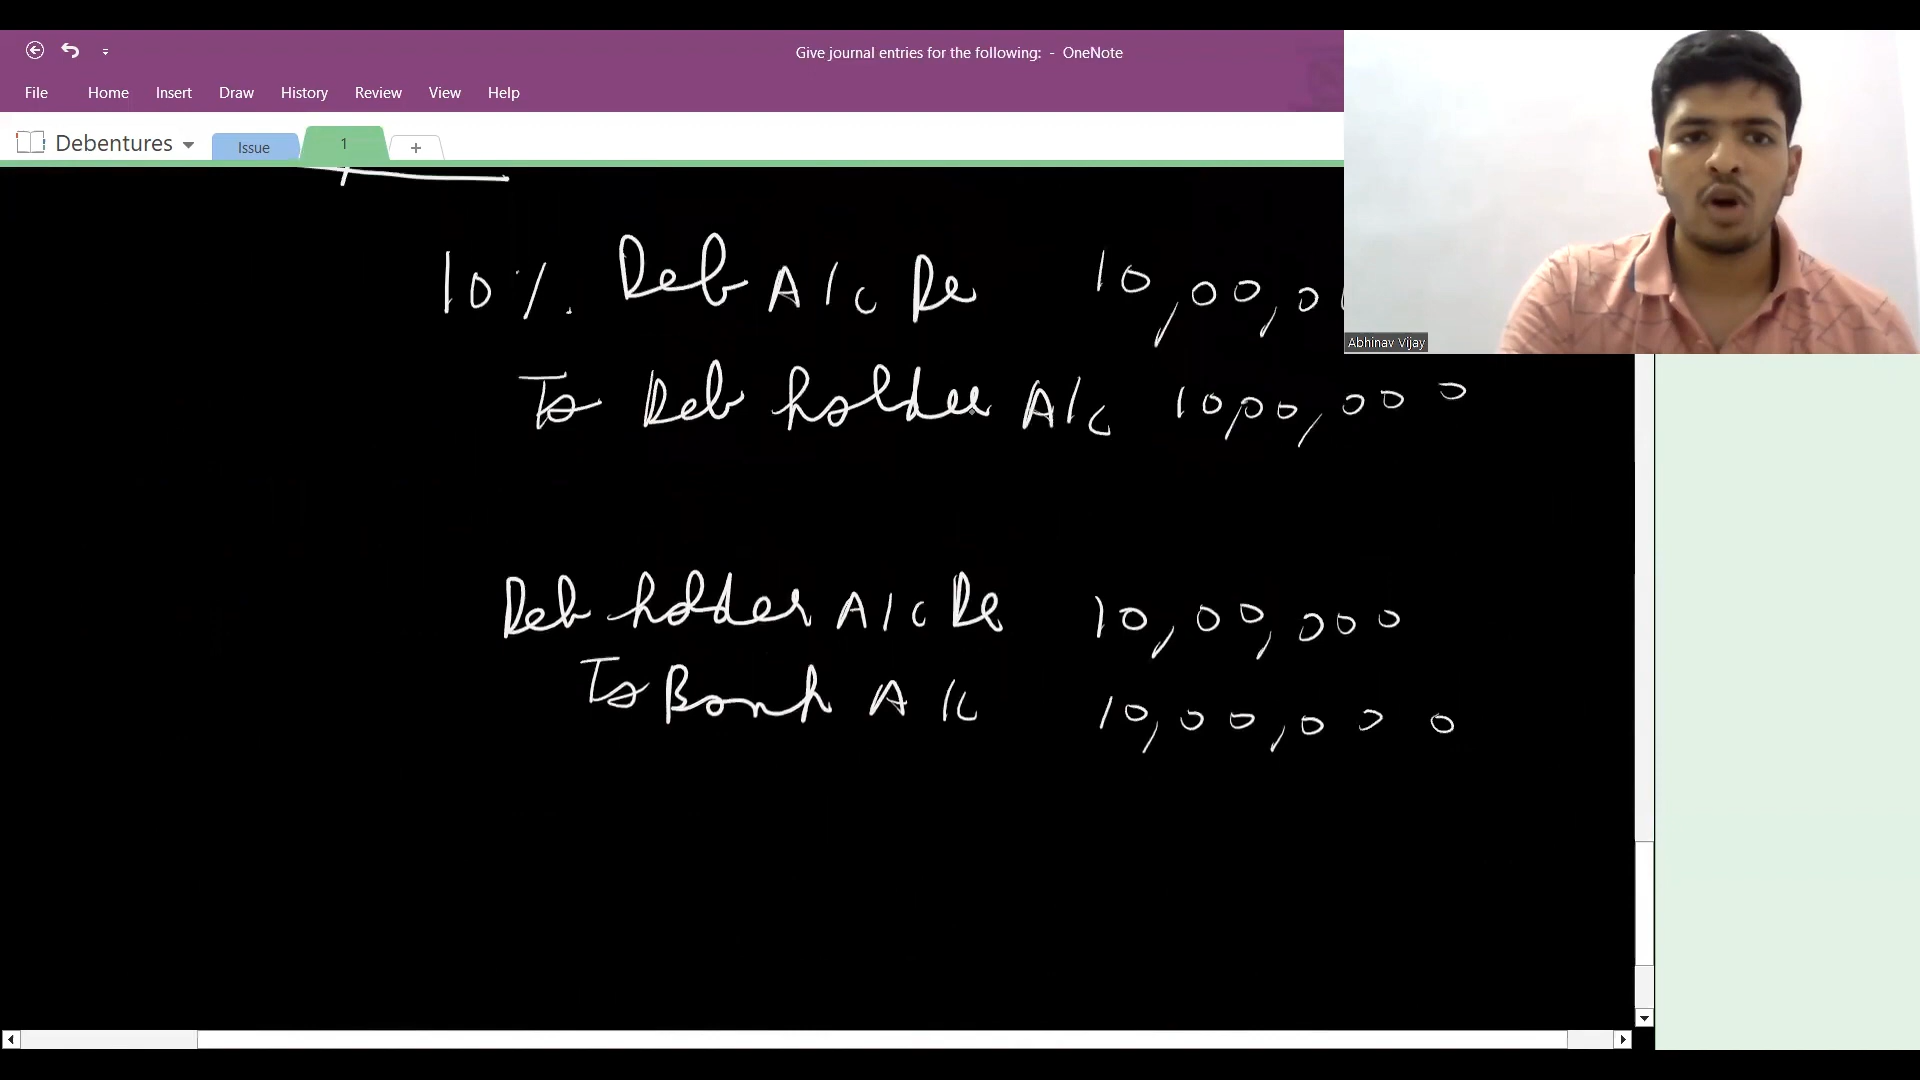 Give journal entries for the following: - OneNote
File Home Insert Draw History Review View Help
Debentures Issue 1 +
10%. Deb A/c Dr 10,00,0
To Deb holder A/c 10,00,000
Abhinav Vijay
Deb holder A/c Dr 10,00,000
To Bank A/c 10,00,000